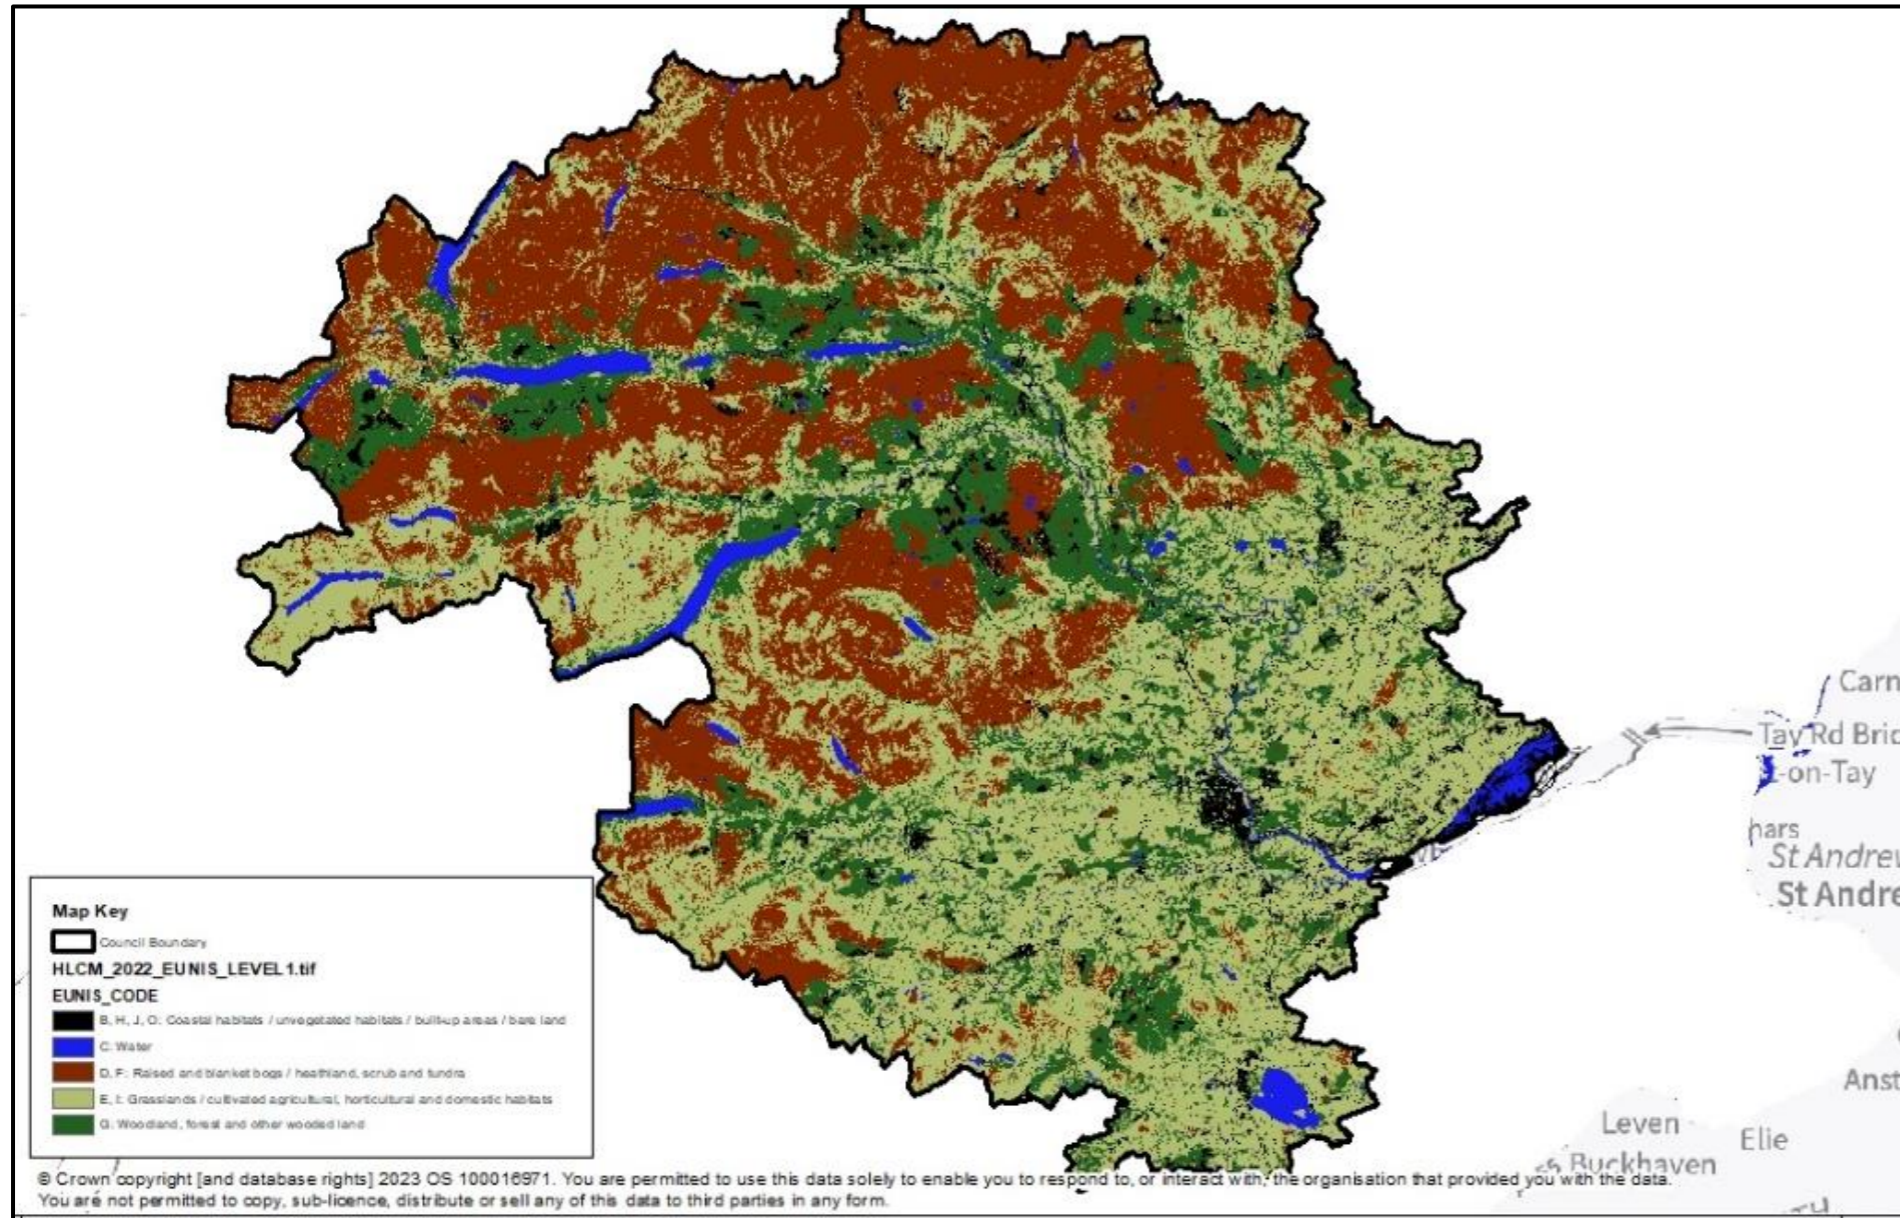 Carn
Tay Rd Bridg
-on-Tay
hars
St Andrew
St Andre
Map Key
Council Boundary
HLCM_2022_EUNIS_LEVEL1.tif
EUNIS_CODE
B, H, J, O: Coastal habitats / unvegetated habitats / built-up areas / bare land
C: Water
D, F: Raised and blanket bogs / heathland, scrub and tundra
E, I: Grasslands / cultivated agricultural, horticultural and domestic habitats
G: Woodland, forest and other wooded land
Anst
Leven
Elie
Buckhaven
© Crown copyright [and database rights] 2023 OS 100016971. You are permitted to use this data solely to enable you to respond to, or interact with, the organisation that provided you with the data.
You are not permitted to copy, sub-licence, distribute or sell any of this data to third parties in any form.